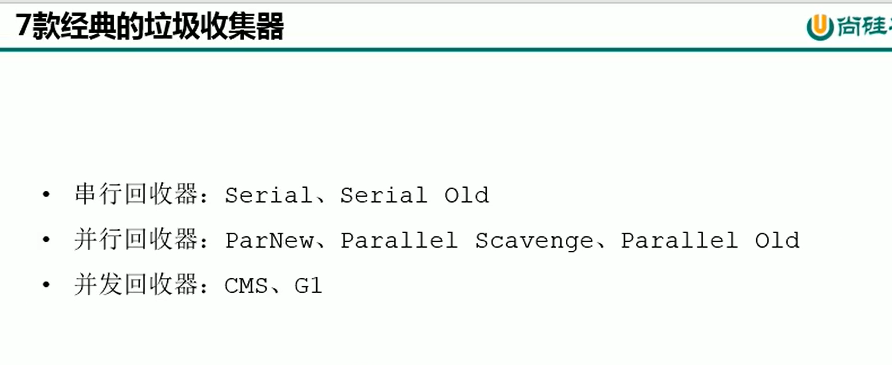 7款经典的垃圾收集器
尚硅
• 串行回收器：Serial、Serial Old
• 并行回收器：ParNew、Parallel Scavenge、Parallel Old
• 并发回收器：CMS、G1